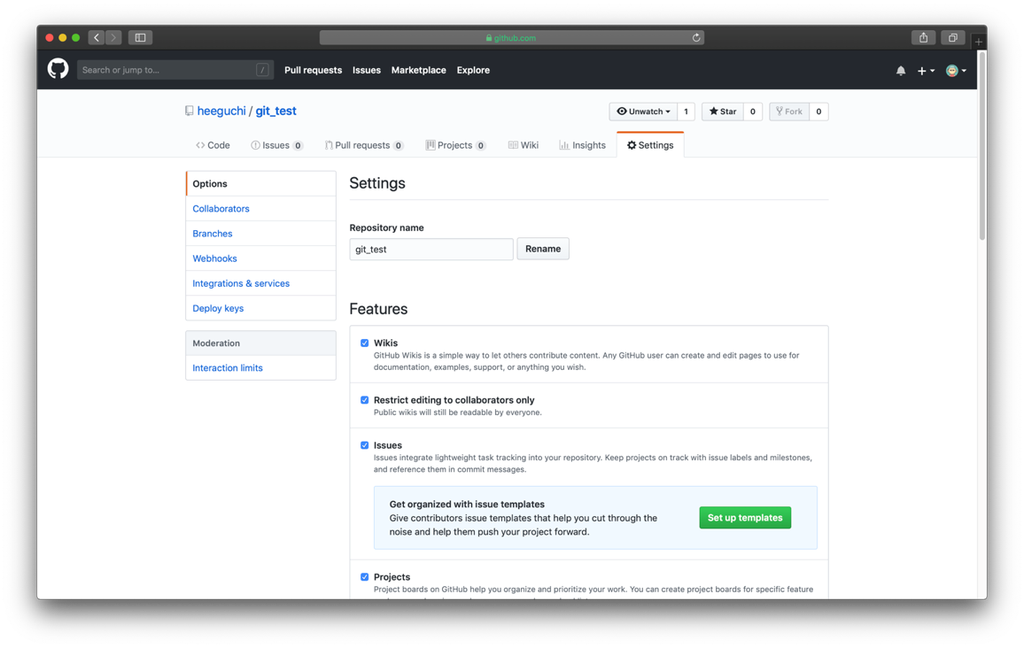 github.com
Search or jump to... /
Pull requests Issues Marketplace Explore
heeguchi / git_test
Unwatch 1 Star 0 Fork 0
Code Issues 0 Pull requests 0 Projects 0 Wiki Insights Settings
Options
Collaborators
Branches
Webhooks
Integrations & services
Deploy keys
Moderation
Interaction limits
Settings
Repository name
git_test Rename
Features
Wikis
GitHub Wikis is a simple way to let others contribute content. Any GitHub user can create and edit pages to use for
documentation, examples, support, or anything you wish.
Restrict editing to collaborators only
Public wikis will still be readable by everyone.
Issues
Issues integrate lightweight task tracking into your repository. Keep projects on track with issue labels and milestones,
and reference them in commit messages.
Get organized with issue templates
Give contributors issue templates that help you cut through the
noise and help them push your project forward.
Set up templates
Projects
Project boards on GitHub help you organize and prioritize your work. You can create project boards for specific feature